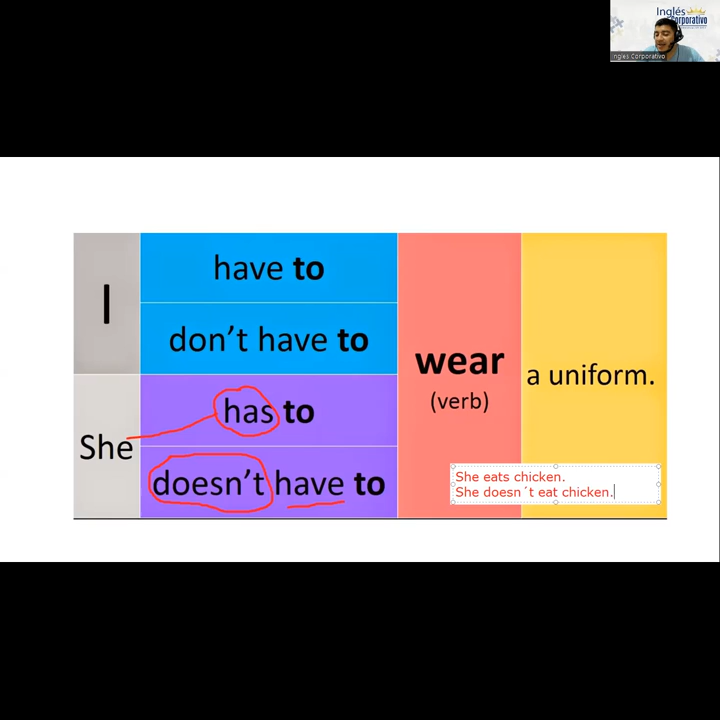 Inglés
Corporativo
Inglés Corporativo
I
have to
don't have to
She
has to
doesn't have to
wear
(verb)
a uniform.
She eats chicken.
She doesn´t eat chicken.